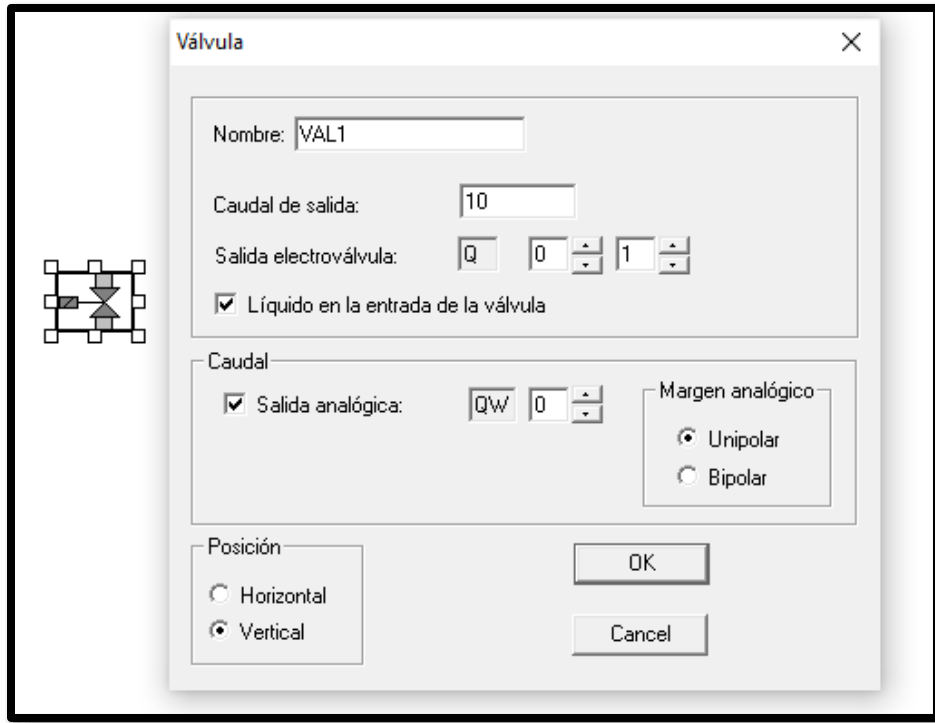 Válvula
Nombre: VAL1
Caudal de salida: 10
Salida electroválvula: Q 0 1
Líquido en la entrada de la válvula
Caudal
Salida analógica: QW 0
Margen analógico
Unipolar
Bipolar
Posición
Horizontal
Vertical
OK
Cancel